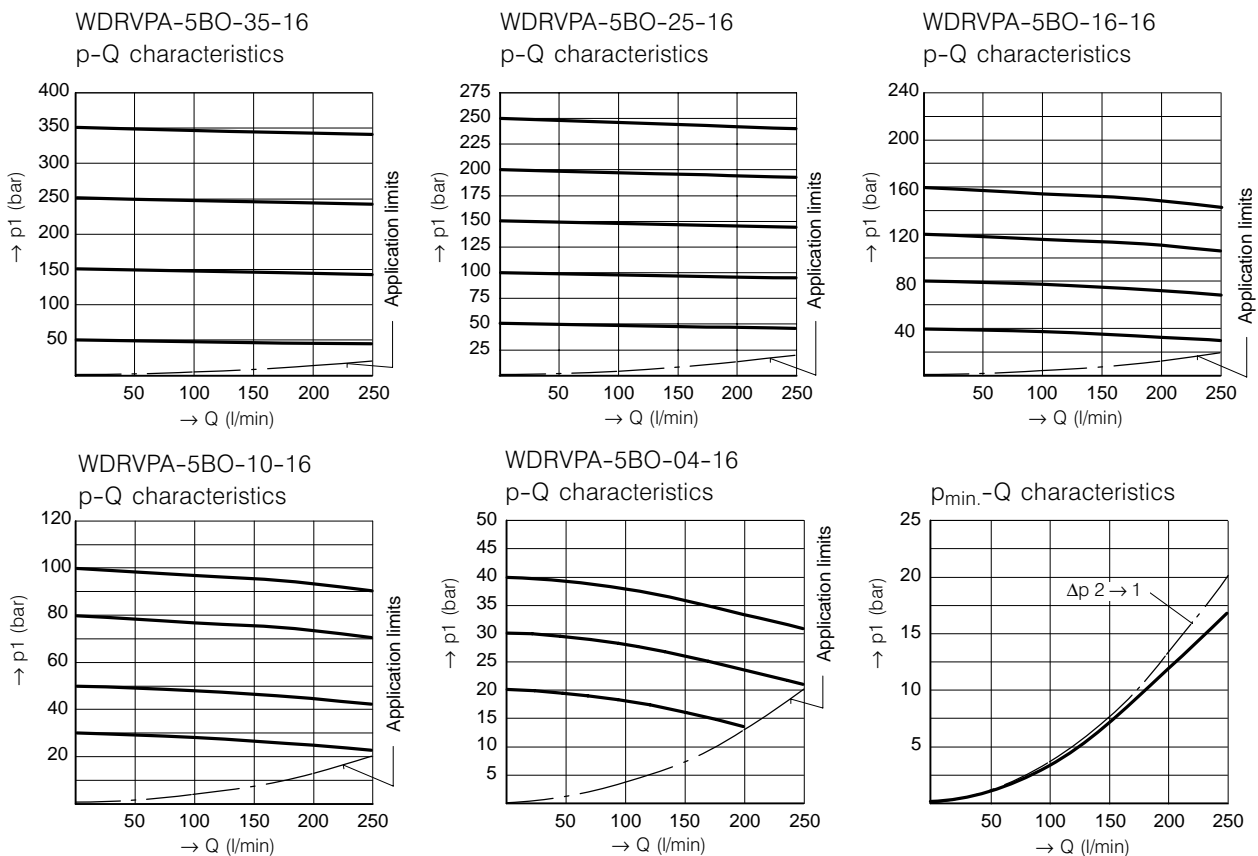 WDRVPA-5BO-35-16
p-Q characteristics
400
350
300
250
200
150
100
50
→ p1 (bar)
50 100 150 200 250
→ Q (l/min)
Application limits
WDRVPA-5BO-25-16
p-Q characteristics
275
250
225
200
175
150
125
100
75
50
25
→ p1 (bar)
50 100 150 200 250
→ Q (l/min)
Application limits
WDRVPA-5BO-16-16
p-Q characteristics
240
200
160
120
80
40
→ p1 (bar)
50 100 150 200 250
→ Q (l/min)
Application limits
WDRVPA-5BO-10-16
p-Q characteristics
120
100
80
60
40
20
→ p1 (bar)
50 100 150 200 250
→ Q (l/min)
Application limits
WDRVPA-5BO-04-16
p-Q characteristics
50
45
40
35
30
25
20
15
10
5
→ p1 (bar)
50 100 150 200 250
→ Q (l/min)
Application limits
pmin.-Q characteristics
25
20
15
10
5
→ p1 (bar)
Δp 2 → 1
50 100 150 200 250
→ Q (l/min)